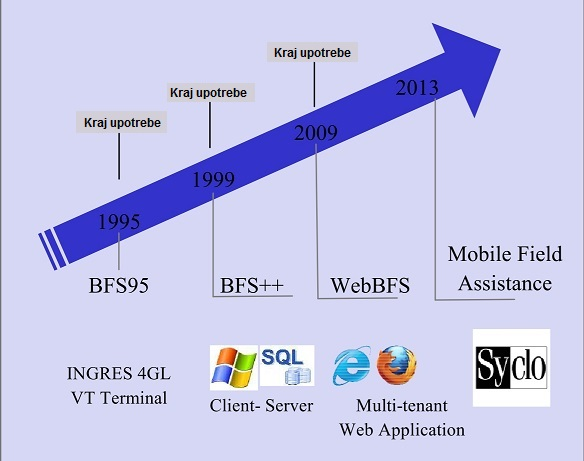 Kraj upotrebe
Kraj upotrebe
Kraj upotrebe
2013
2009
1999
1995
BFS95
BFS++
WebBFS
Mobile Field
Assistance
INGRES 4GL
VT Terminal
SQL
Client- Server
Multi-tenant
Web Application
Syclo